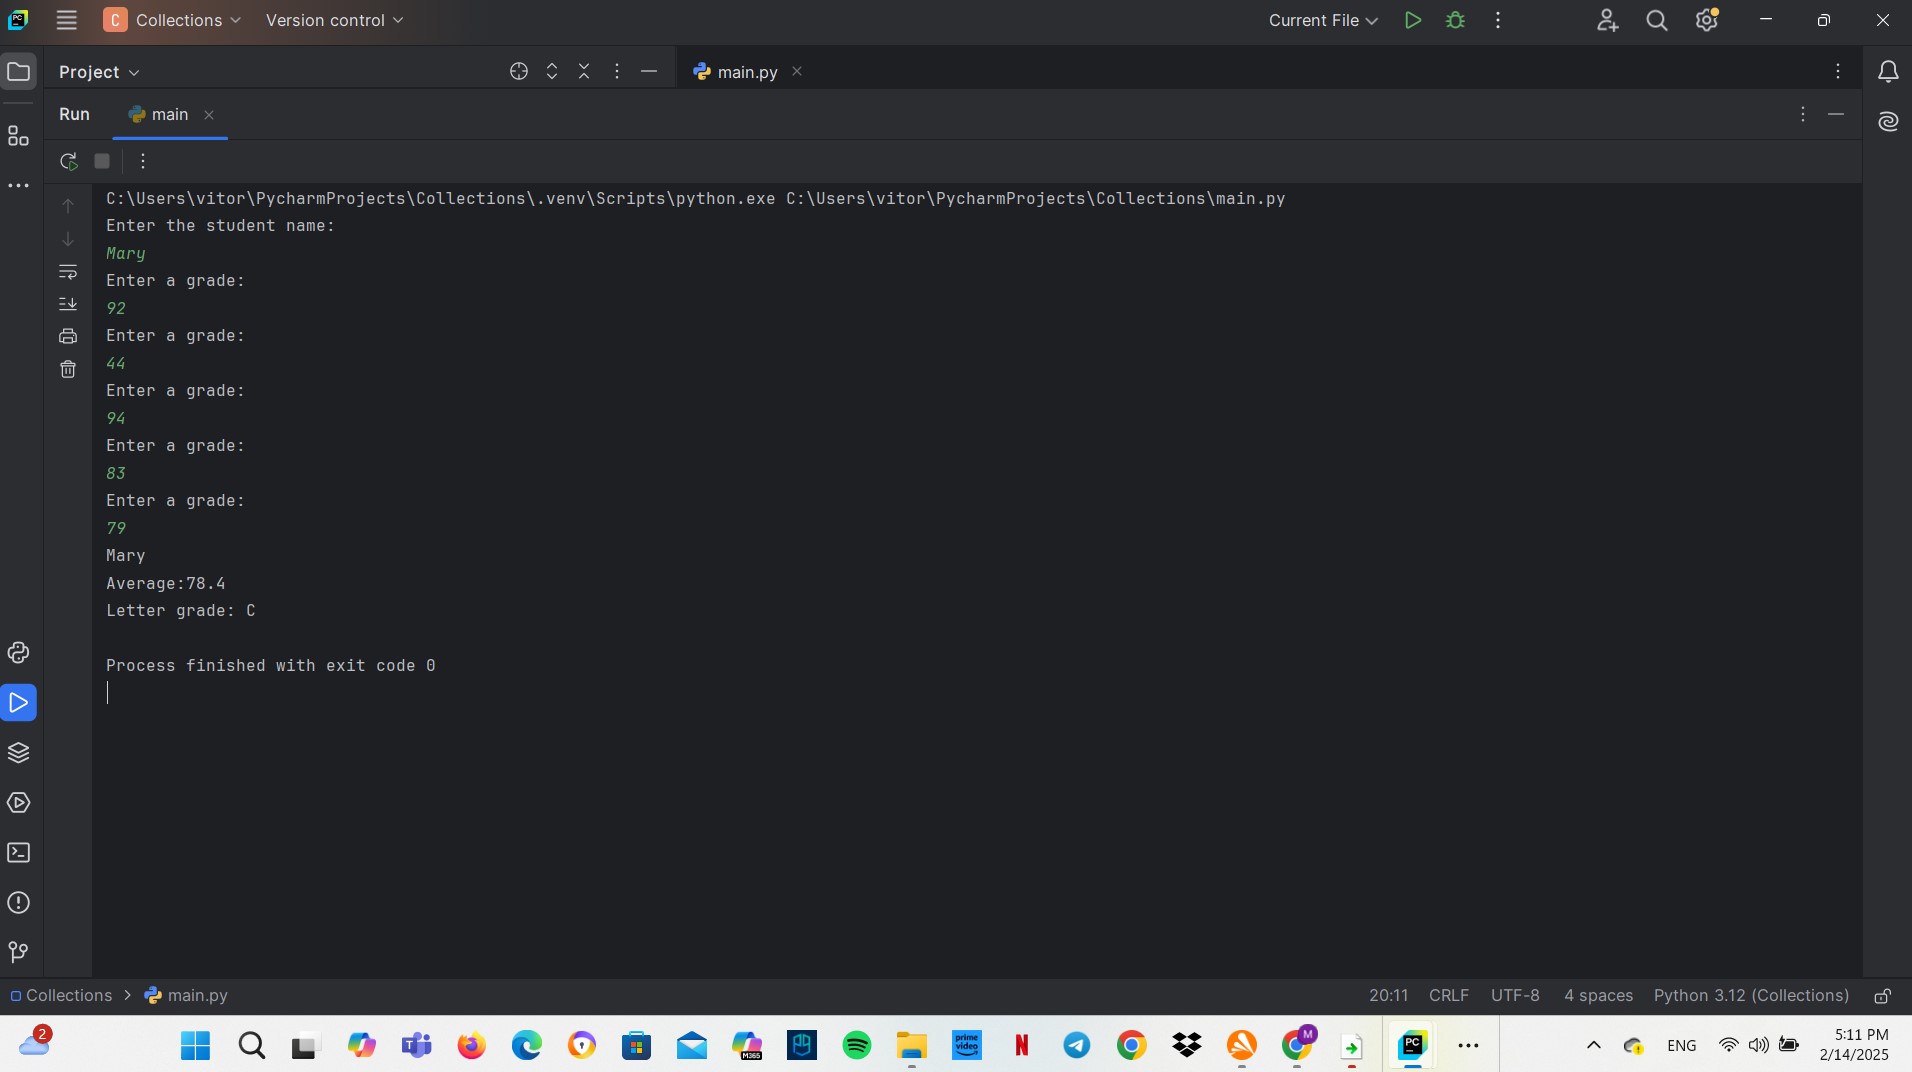 C Collections Version control Current File
Project main.py
Run main
C:\Users\vitor\PycharmProjects\Collections\.venv\Scripts\python.exe C:\Users\vitor\PycharmProjects\Collections\main.py
Enter the student name:
Mary
Enter a grade:
92
Enter a grade:
44
Enter a grade:
94
Enter a grade:
83
Enter a grade:
79
Mary
Average:78.4
Letter grade: C
Process finished with exit code 0
Collections > main.py 20:11 CRLF UTF-8 4 spaces Python 3.12 (Collections)
2 M365 prime video N M PC ENG 5:11 PM
2/14/2025